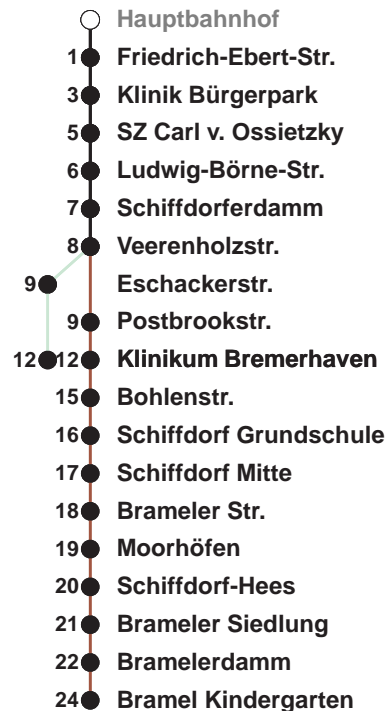 Hauptbahnhof
1 Friedrich-Ebert-Str.
3 Klinik Bürgerpark
5 SZ Carl v. Ossietzky
6 Ludwig-Börne-Str.
7 Schiffdorferdamm
8 Veerenholzstr.
9 Eschackerstr.
9 Postbrookstr.
12 12 Klinikum Bremerhaven
15 Bohlenstr.
16 Schiffdorf Grundschule
17 Schiffdorf Mitte
18 Brameler Str.
19 Moorhöfen
20 Schiffdorf-Hees
21 Brameler Siedlung
22 Bramelerdamm
24 Bramel Kindergarten